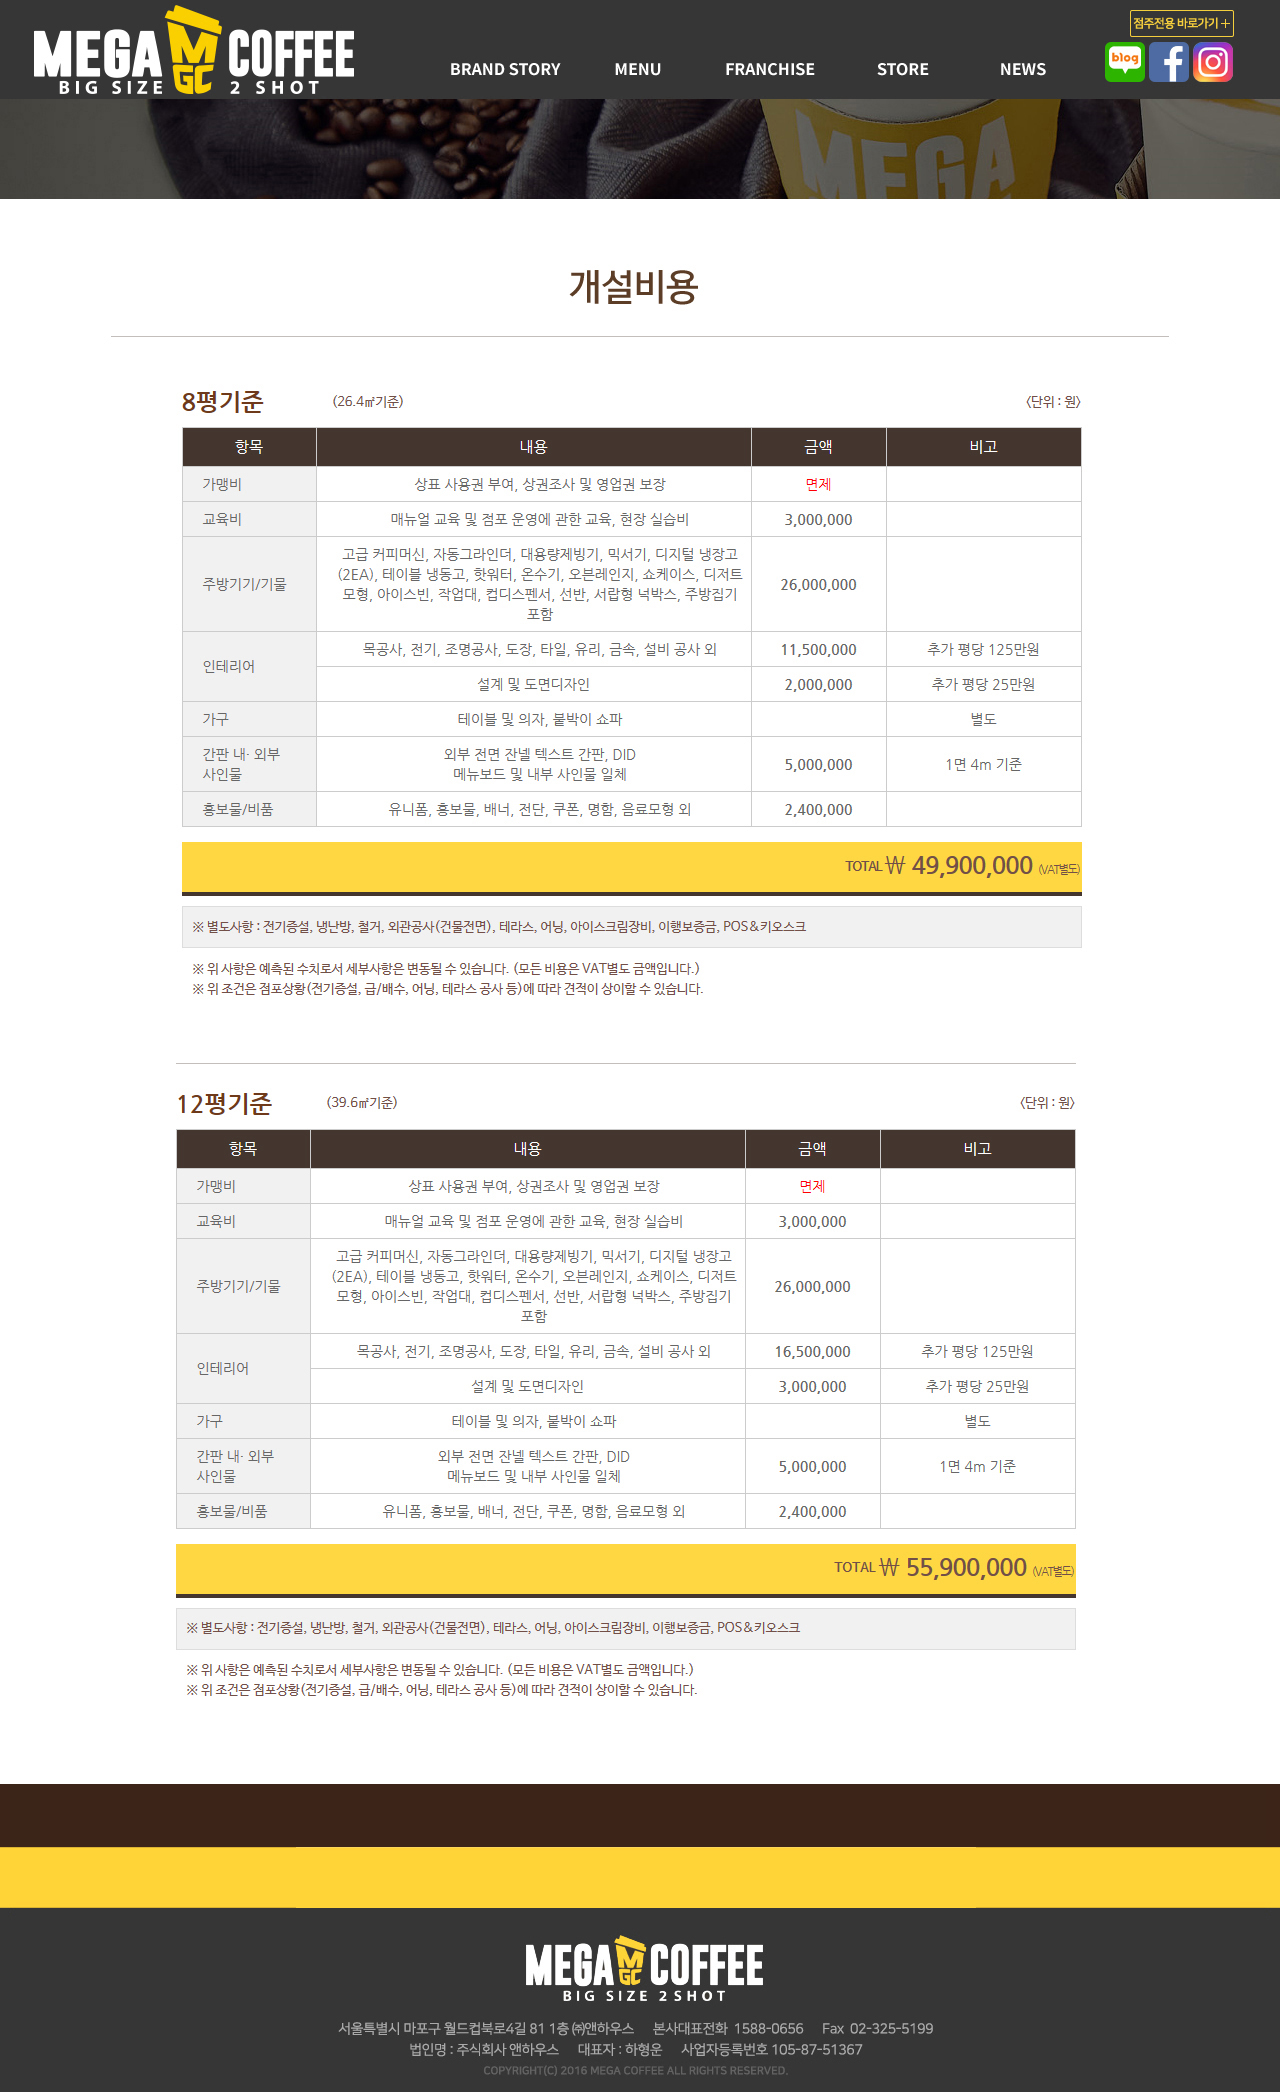 MEGA MGC COFFEE
BIG SIZE 2 SHOT
점주전용 바로가기 +
BRAND STORY MENU FRANCHISE STORE NEWS
blog
MEGA
개설비용
8평기준 (26.4㎡기준) <단위 : 원>
항목 내용 금액 비고
가맹비 상표 사용권 부여, 상권조사 및 영업권 보장 면제
교육비 매뉴얼 교육 및 점포 운영에 관한 교육, 현장 실습비 3,000,000
주방기기/기물 고급 커피머신, 자동그라인더, 대용량제빙기, 믹서기, 디지털 냉장고
(2EA), 테이블 냉동고, 핫워터, 온수기, 오븐레인지, 쇼케이스, 디저트
모형, 아이스빈, 작업대, 컵디스펜서, 선반, 서랍형 넉박스, 주방집기
포함
26,000,000
인테리어 목공사, 전기, 조명공사, 도장, 타일, 유리, 금속, 설비 공사 외 11,500,000 추가 평당 125만원
설계 및 도면디자인 2,000,000 추가 평당 25만원
가구 테이블 및 의자, 붙박이 쇼파 별도
간판 내· 외부
사인물
외부 전면 잔넬 텍스트 간판, DID
메뉴보드 및 내부 사인물 일체
5,000,000 1면 4m 기준
홍보물/비품 유니폼, 홍보물, 배너, 전단, 쿠폰, 명함, 음료모형 외 2,400,000
TOTAL ₩ 49,900,000 (VAT별도)
※ 별도사항 : 전기증설, 냉난방, 철거, 외관공사(건물전면), 테라스, 어닝, 아이스크림장비, 이행보증금, POS&키오스크
※ 위 사항은 예측된 수치로서 세부사항은 변동될 수 있습니다. (모든 비용은 VAT별도 금액입니다.)
※ 위 조건은 점포상황(전기증설, 급/배수, 어닝, 테라스 공사 등)에 따라 견적이 상이할 수 있습니다.
12평기준 (39.6㎡기준) <단위 : 원>
항목 내용 금액 비고
가맹비 상표 사용권 부여, 상권조사 및 영업권 보장 면제
교육비 매뉴얼 교육 및 점포 운영에 관한 교육, 현장 실습비 3,000,000
주방기기/기물 고급 커피머신, 자동그라인더, 대용량제빙기, 믹서기, 디지털 냉장고
(2EA), 테이블 냉동고, 핫워터, 온수기, 오븐레인지, 쇼케이스, 디저트
모형, 아이스빈, 작업대, 컵디스펜서, 선반, 서랍형 넉박스, 주방집기
포함
26,000,000
인테리어 목공사, 전기, 조명공사, 도장, 타일, 유리, 금속, 설비 공사 외 16,500,000 추가 평당 125만원
설계 및 도면디자인 3,000,000 추가 평당 25만원
가구 테이블 및 의자, 붙박이 쇼파 별도
간판 내· 외부
사인물
외부 전면 잔넬 텍스트 간판, DID
메뉴보드 및 내부 사인물 일체
5,000,000 1면 4m 기준
홍보물/비품 유니폼, 홍보물, 배너, 전단, 쿠폰, 명함, 음료모형 외 2,400,000
TOTAL ₩ 55,900,000 (VAT별도)
※ 별도사항 : 전기증설, 냉난방, 철거, 외관공사(건물전면), 테라스, 어닝, 아이스크림장비, 이행보증금, POS&키오스크
※ 위 사항은 예측된 수치로서 세부사항은 변동될 수 있습니다. (모든 비용은 VAT별도 금액입니다.)
※ 위 조건은 점포상황(전기증설, 급/배수, 어닝, 테라스 공사 등)에 따라 견적이 상이할 수 있습니다.
MEGA MGC COFFEE
BIG SIZE 2 SHOT
서울특별시 마포구 월드컵북로4길 81 1층 ㈜앤하우스 본사대표전화 1588-0656 Fax 02-325-5199
법인명 : 주식회사 앤하우스 대표자 : 하형운 사업자등록번호 105-87-51367
COPYRIGHT(C) 2016 MEGA COFFEE ALL RIGHTS RESERVED.